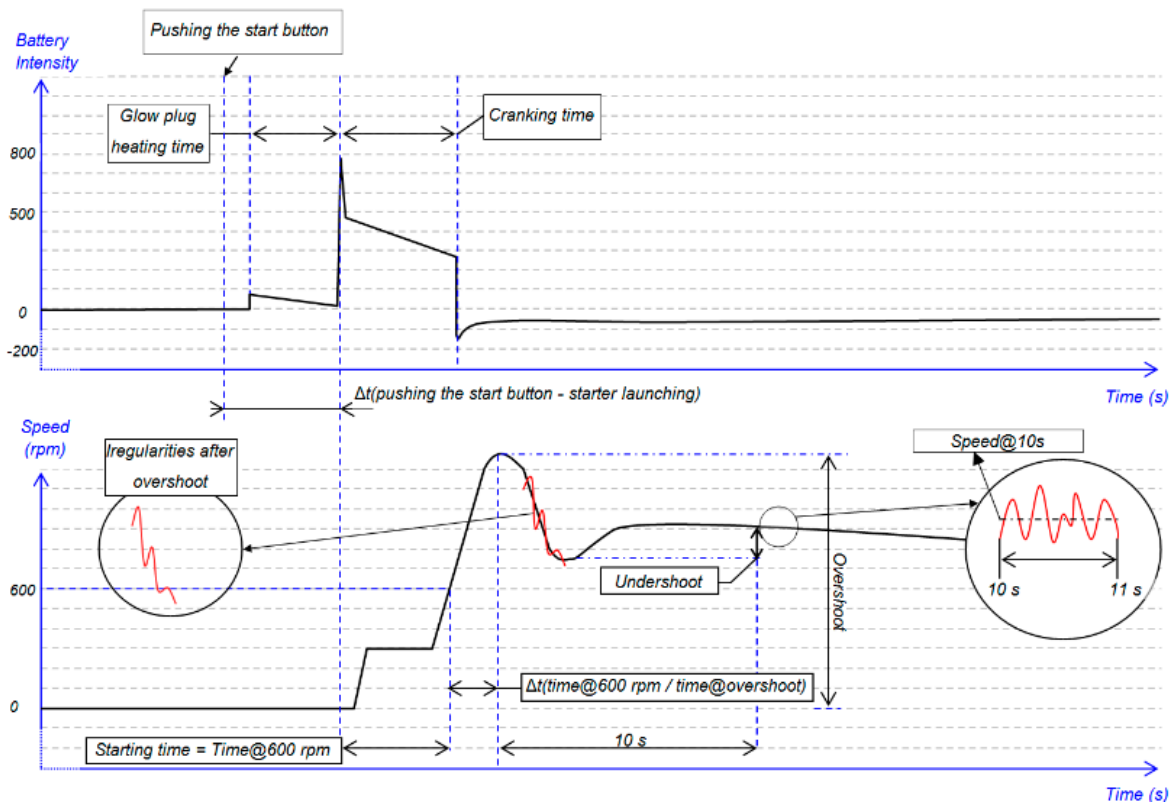 Pushing the start button
Battery
Intensity
Glow plug
heating time
Cranking time
800
500
0
-200
Time (s)
Δt(pushing the start button - starter launching)
Speed
(rpm)
Irregularities after
overshoot
Speed@10s
10 s
11 s
600
Undershoot
Overshoot
Δt(time@600 rpm / time@overshoot)
0
Starting time = Time@600 rpm
10 s
Time (s)